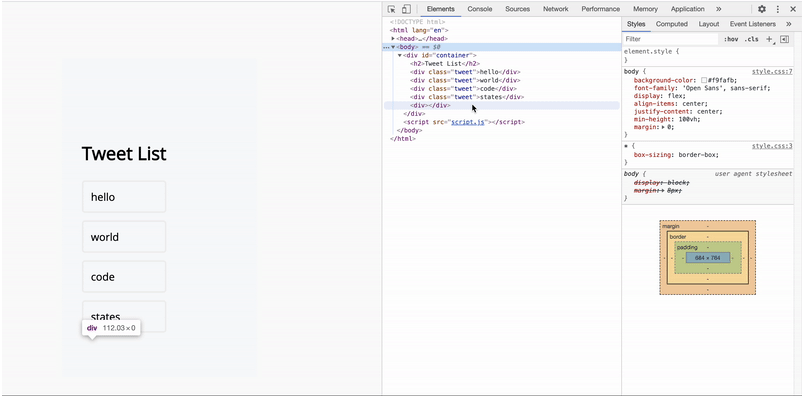 Elements
Console
Sources
Network
Performance
Memory
Application
»
<!DOCTYPE html>
<html lang="en">
<head>…</head>
<body> == $0
<div id="container">
<h2>Tweet List</h2>
<div class="tweet">hello</div>
<div class="tweet">world</div>
<div class="tweet">code</div>
<div class="tweet">states</div>
<div></div>
</div>
<script src="script.js"></script>
</body>
</html>
Tweet List
hello
world
code
states
div 112.03×0
Styles
Computed
Layout
Event Listeners
»
Filter
:hov .cls +
element.style {
}
body { style.css:7
background-color: #f9fafb;
font-family: 'Open Sans', sans-serif;
display: flex;
align-items: center;
justify-content: center;
min-height: 100vh;
margin: 0;
}
* { style.css:3
box-sizing: border-box;
}
body { user agent stylesheet
display: block;
margin: 8px;
}
margin -
border -
padding -
- - - 684 × 764 - - -
-
-
-